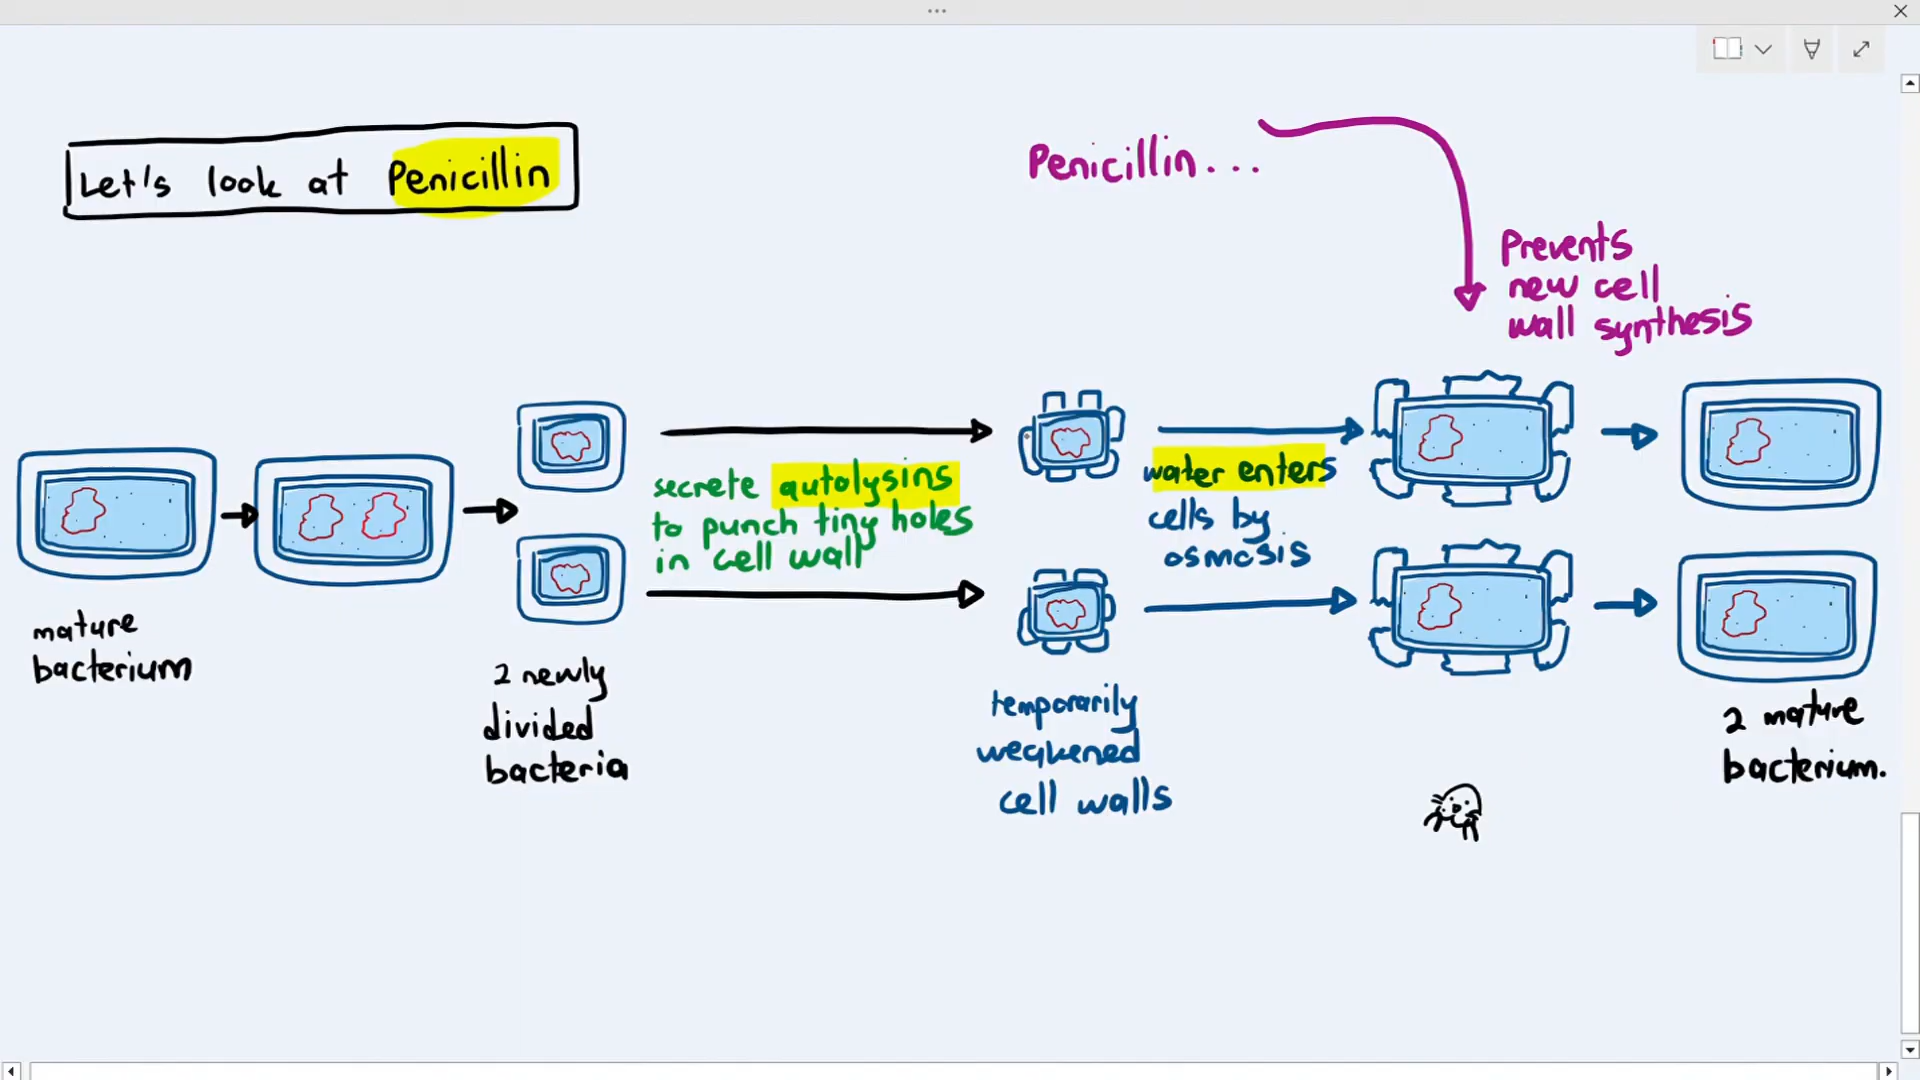 Let's look at Penicillin
Penicillin...
Prevents
new cell
wall synthesis
secrete autolysins
to punch tiny holes
in cell wall
water enters
cells by
osmosis
mature
bacterium
2 newly
divided
bacteria
temporarily
weakened
cell walls
2 mature
bacterium.